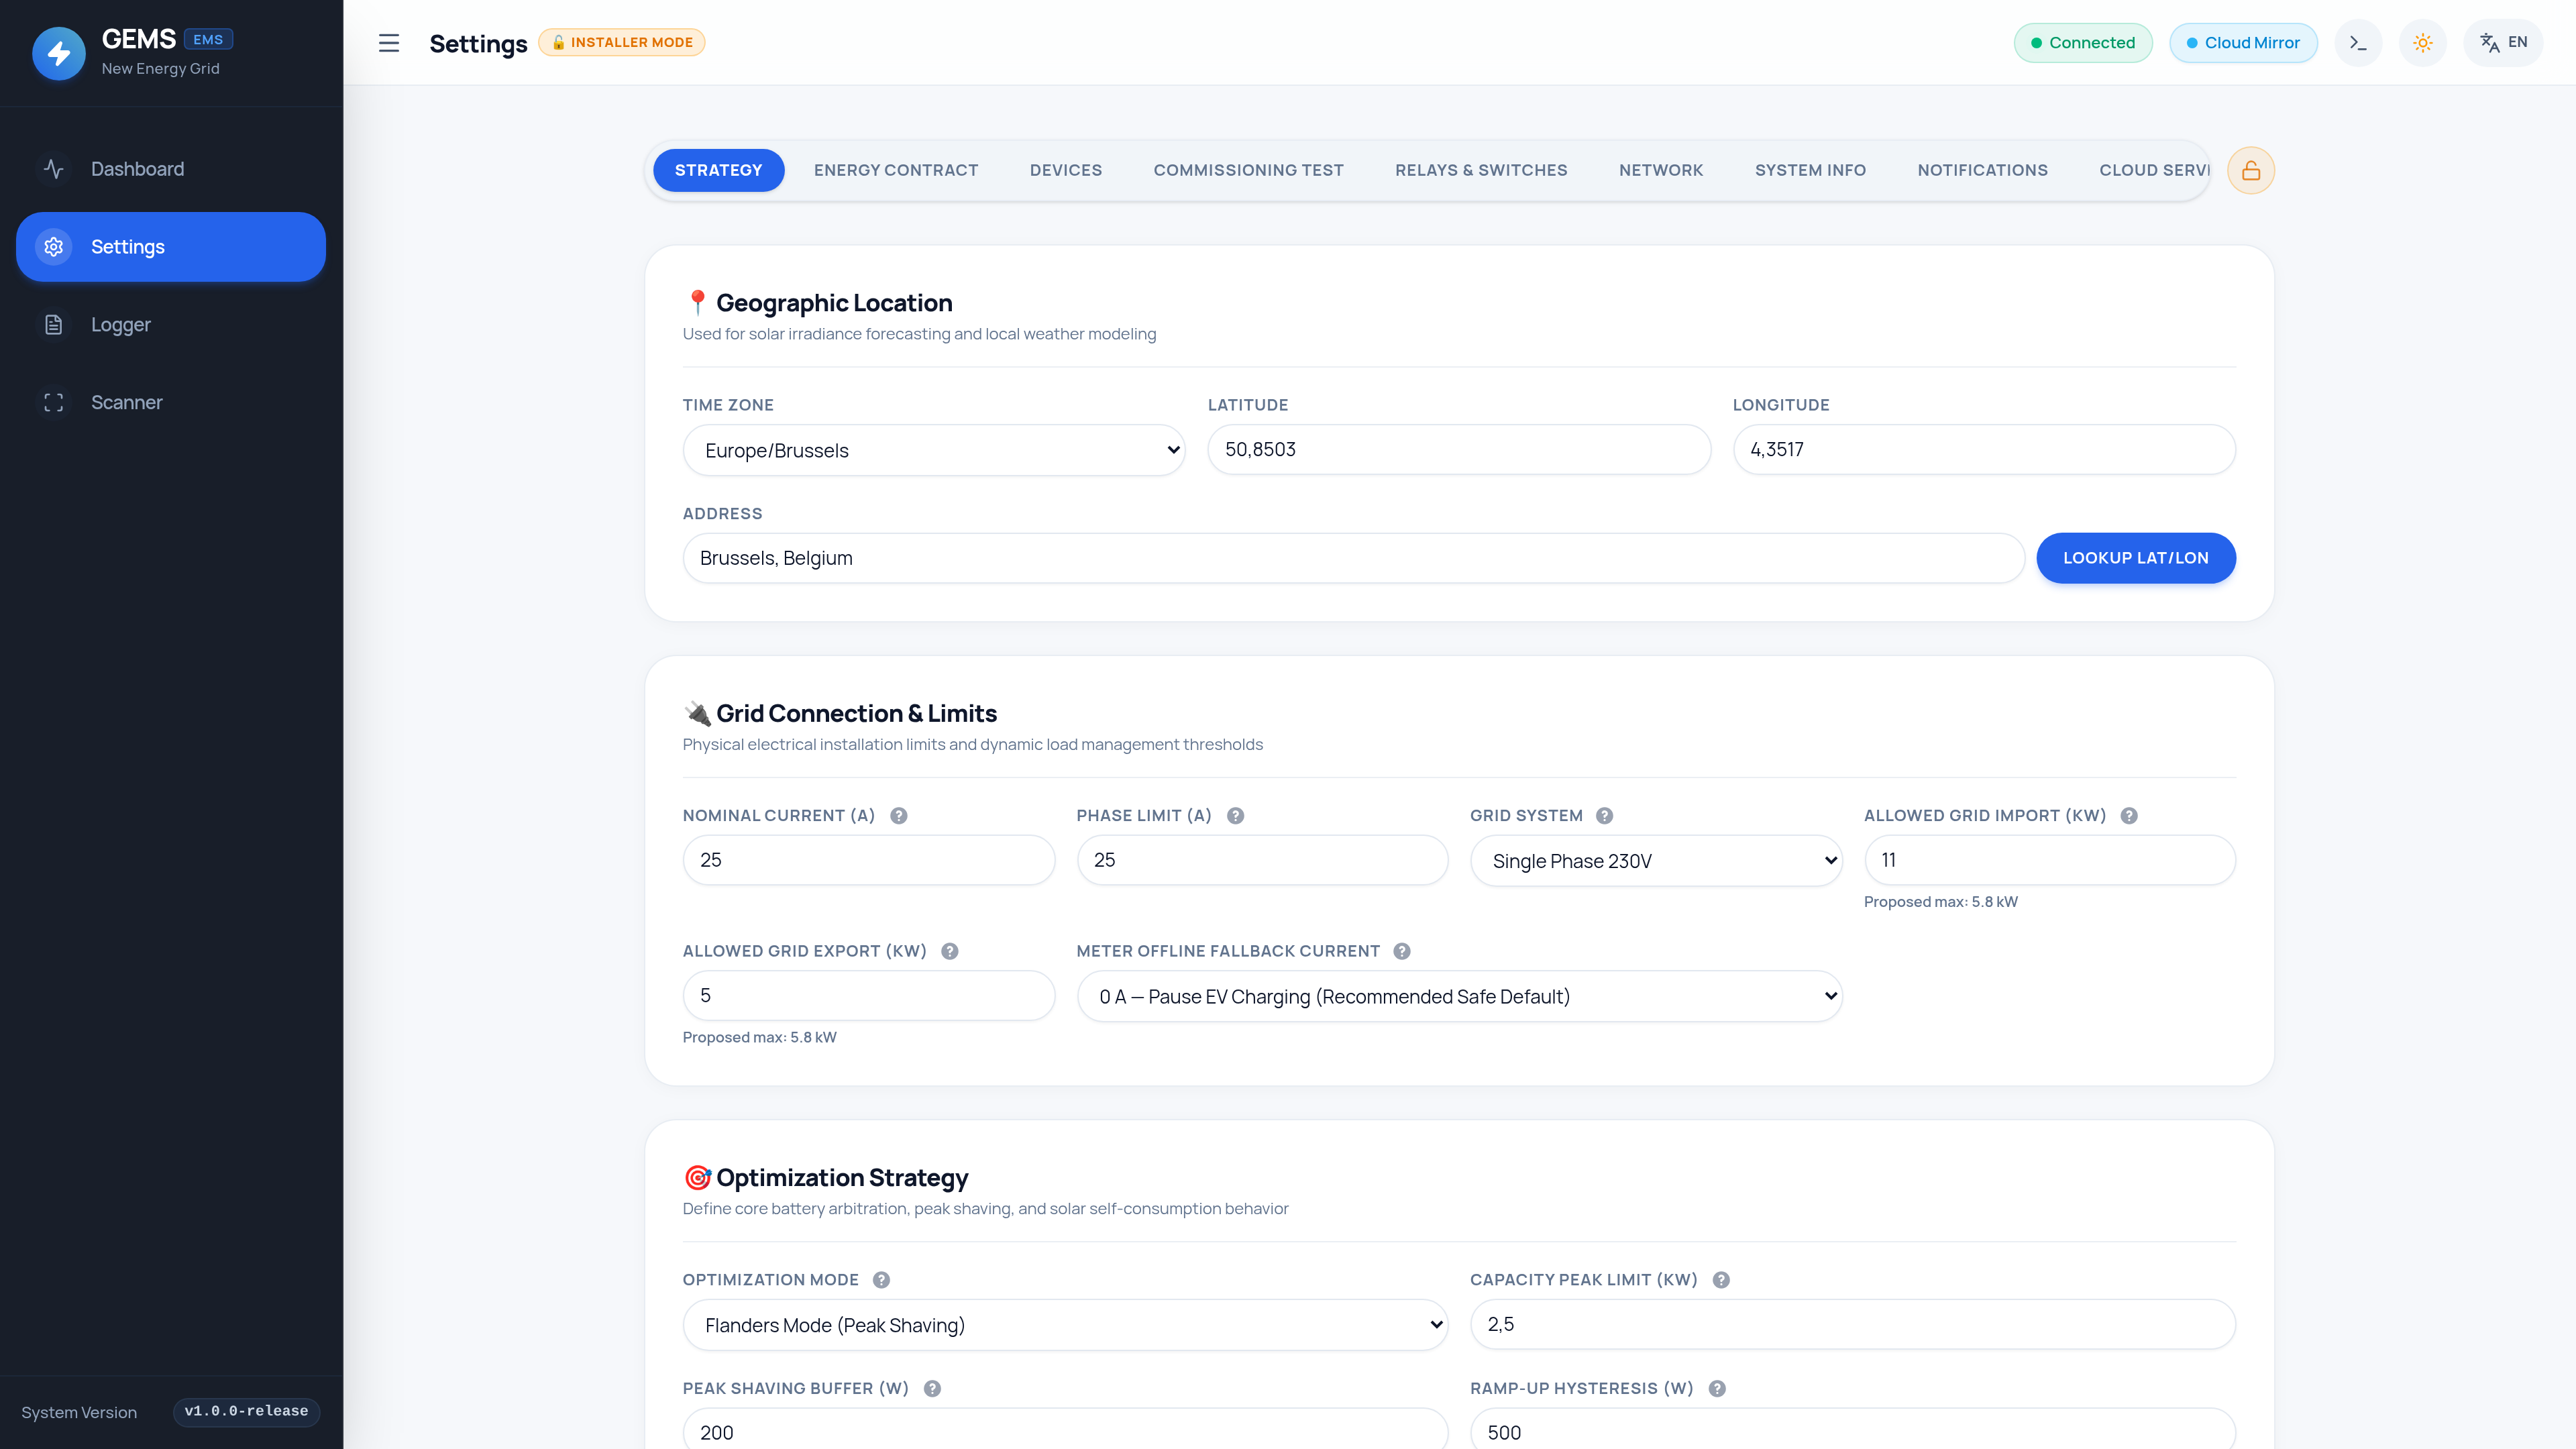 GEMS EMS
New Energy Grid
Dashboard
Settings
Logger
Scanner
System Version v1.0.0-release
Settings INSTALLER MODE
Connected Cloud Mirror EN
STRATEGY ENERGY CONTRACT DEVICES COMMISSIONING TEST RELAYS & SWITCHES NETWORK SYSTEM INFO NOTIFICATIONS CLOUD SERVI
Geographic Location
Used for solar irradiance forecasting and local weather modeling
TIME ZONE LATITUDE LONGITUDE
Europe/Brussels 50,8503 4,3517
ADDRESS
Brussels, Belgium LOOKUP LAT/LON
Grid Connection & Limits
Physical electrical installation limits and dynamic load management thresholds
NOMINAL CURRENT (A) ? PHASE LIMIT (A) ? GRID SYSTEM ? ALLOWED GRID IMPORT (KW) ?
25 25 Single Phase 230V 11
Proposed max: 5.8 kW
ALLOWED GRID EXPORT (KW) ? METER OFFLINE FALLBACK CURRENT ?
5 0 A — Pause EV Charging (Recommended Safe Default)
Proposed max: 5.8 kW
Optimization Strategy
Define core battery arbitration, peak shaving, and solar self-consumption behavior
OPTIMIZATION MODE ? CAPACITY PEAK LIMIT (KW) ?
Flanders Mode (Peak Shaving) 2,5
PEAK SHAVING BUFFER (W) ? RAMP-UP HYSTERESIS (W) ?
200 500